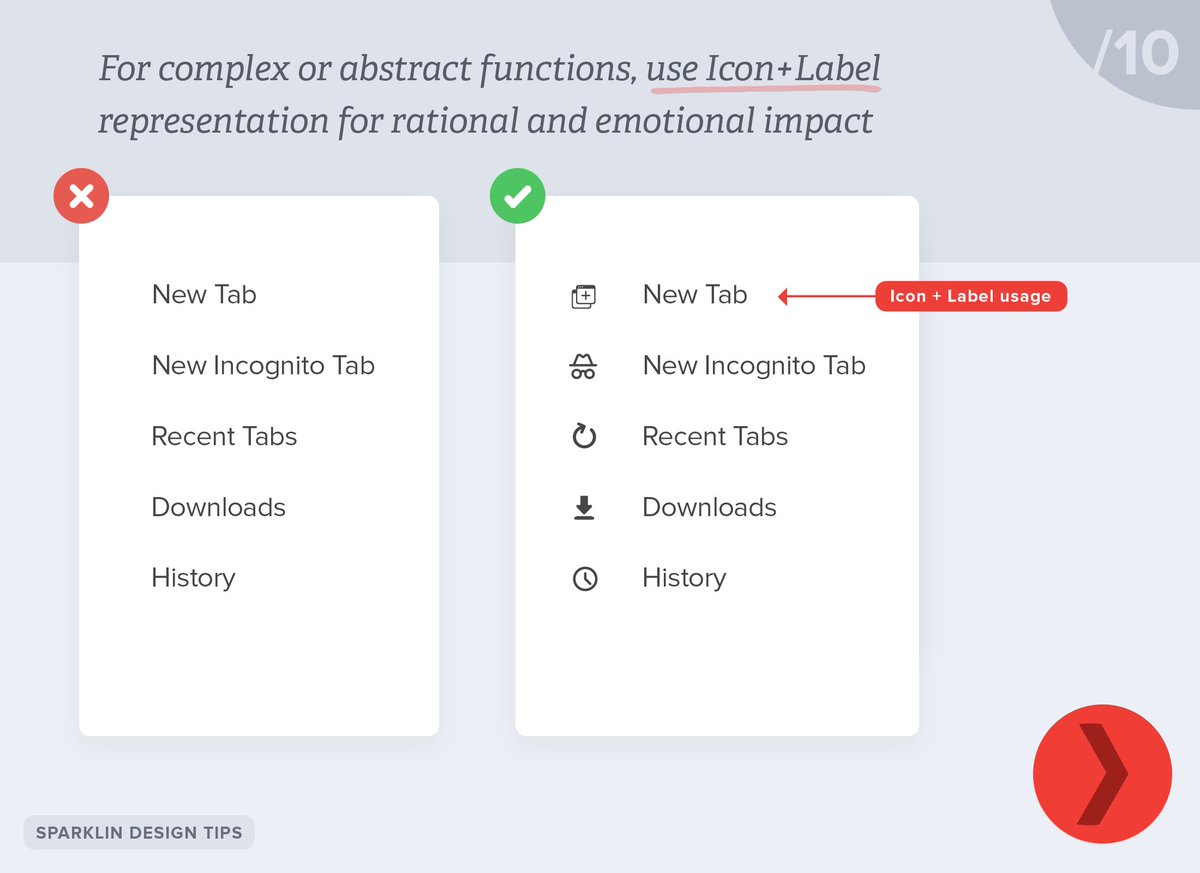 /10
For complex or abstract functions, use Icon+Label
representation for rational and emotional impact
New Tab
New Incognito Tab
Recent Tabs
Downloads
History
New Tab
Icon + Label usage
New Incognito Tab
Recent Tabs
Downloads
History
SPARKLIN DESIGN TIPS